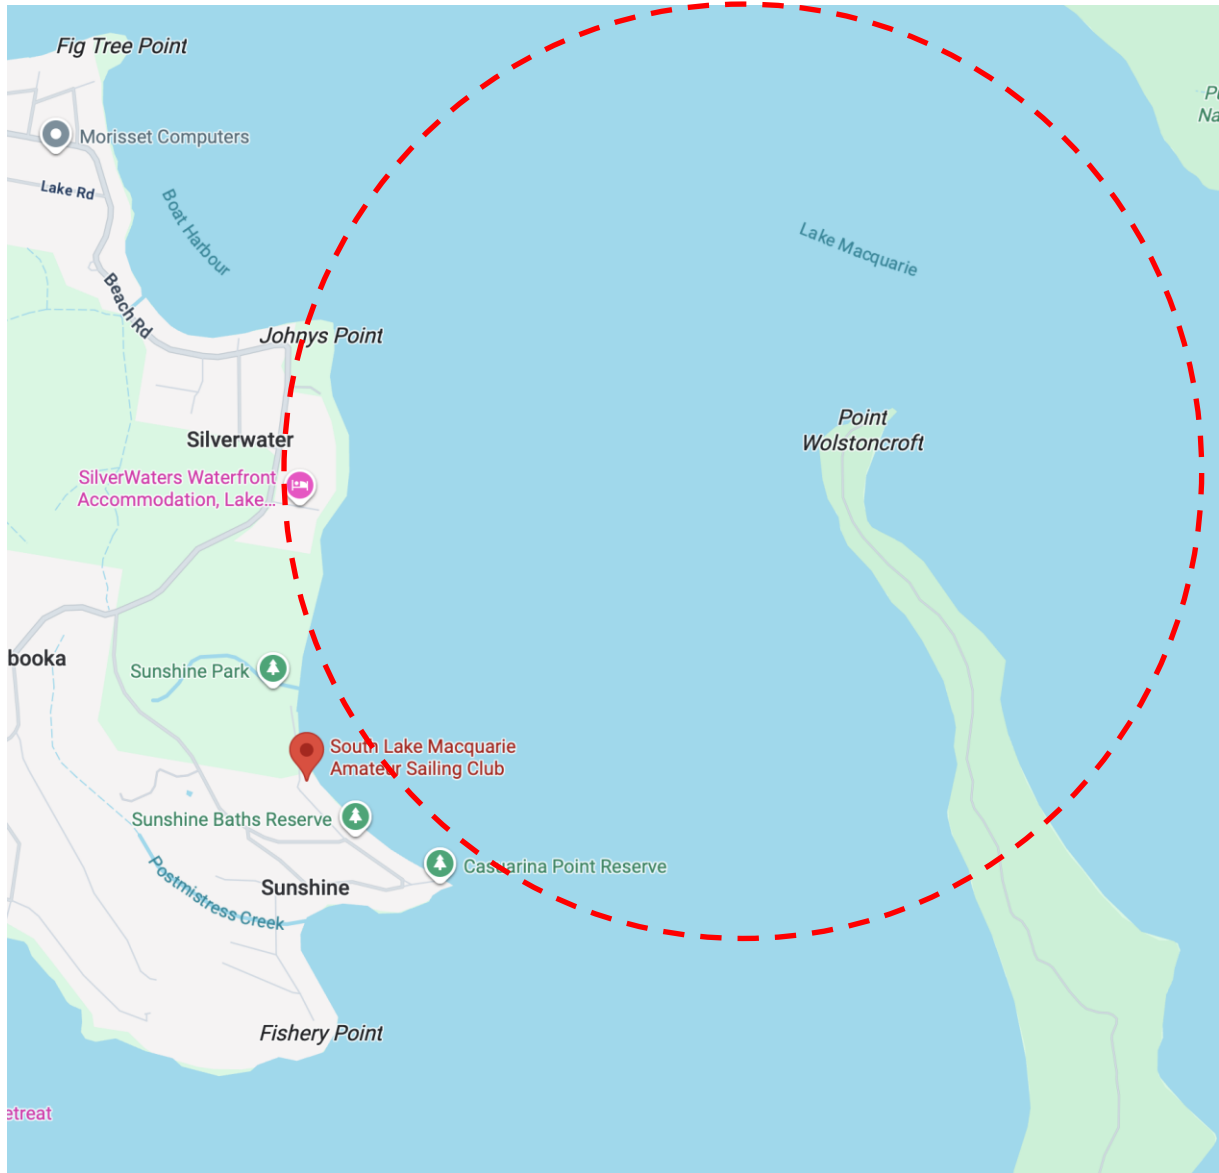 Fig Tree Point
Pu
Na
Morisset Computers
Lake Rd
Boat Harbour
Lake Macquarie
Beach Rd
Johnys Point
Point
Wolstoncroft
Silverwater
SilverWaters Waterfront
Accommodation, Lake...
booka
Sunshine Park
South Lake Macquarie
Amateur Sailing Club
Sunshine Baths Reserve
Casuarina Point Reserve
Postmistress Creek
Sunshine
Fishery Point
etreat